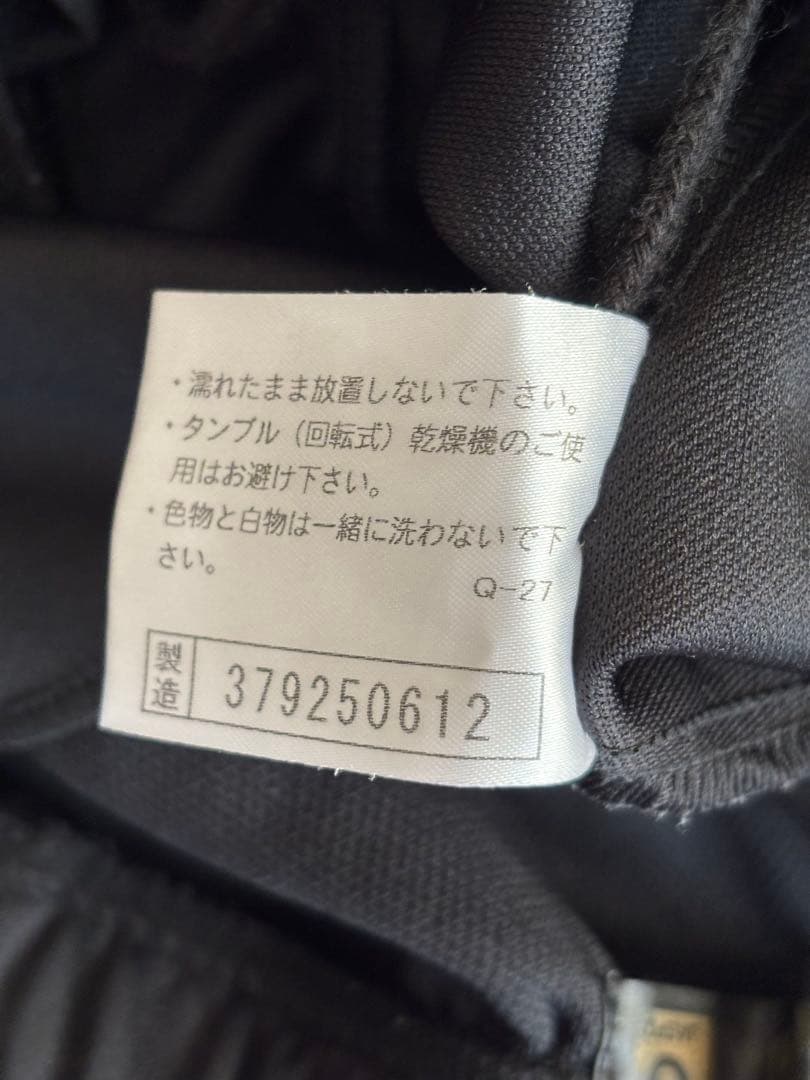 ・濡れたまま放置しないで下さい。
・タンブル（回転式）乾燥機のご使
用はお避け下さい。
・色物と白物は一緒に洗わないで下
さい。
Q-27
製造 379250612